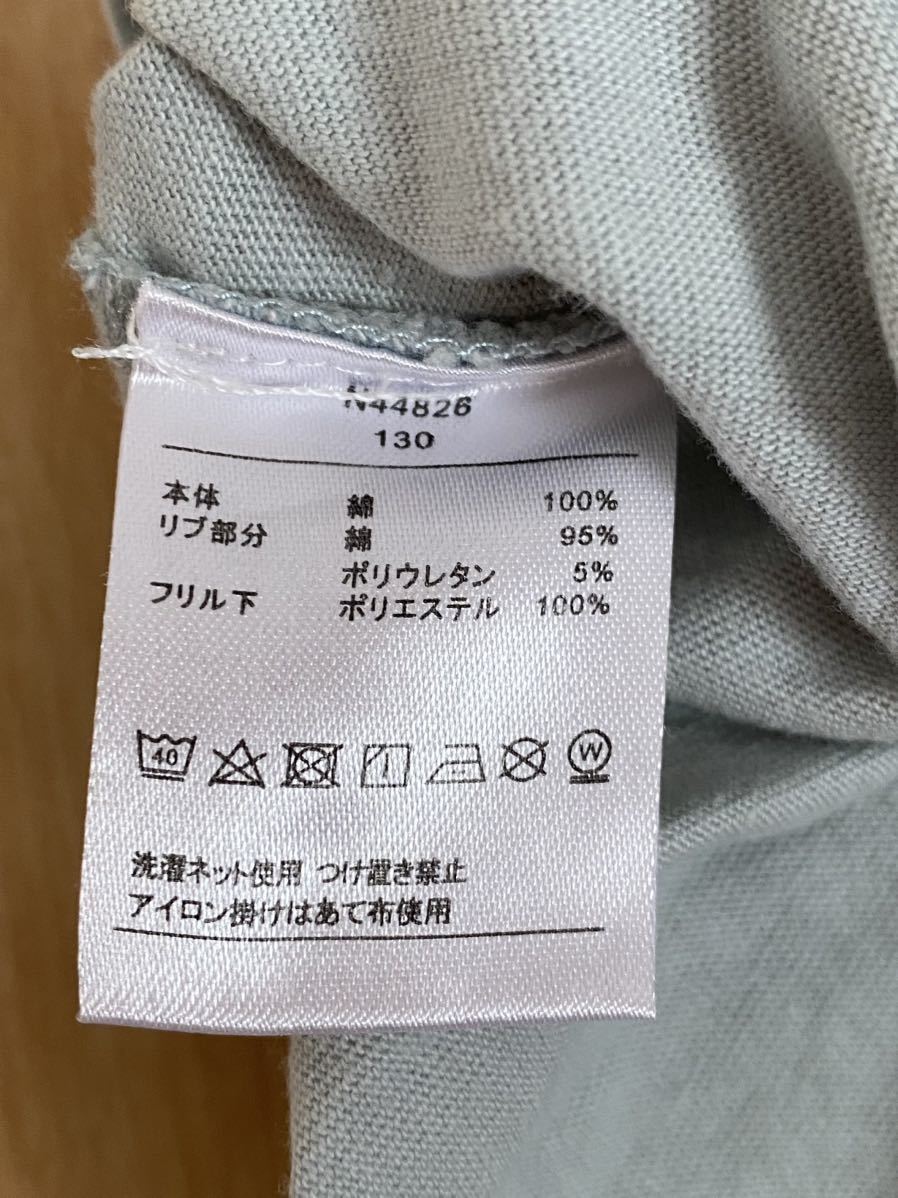 N44826
130
本体 綿 100%
リブ部分 綿 95%
ポリウレタン 5%
フリル下 ポリエステル 100%
40 W
洗濯ネット使用 つけ置き禁止
アイロン掛けはあて布使用